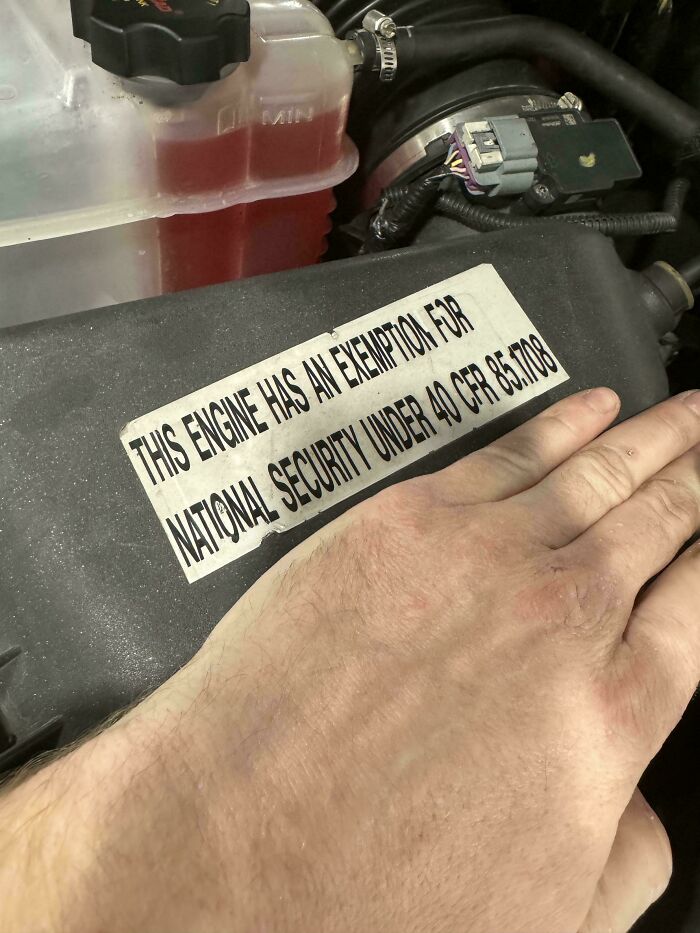 MIN
THIS ENGINE HAS AN EXEMPTION FOR
NATIONAL SECURITY UNDER 40 CFR 85.1708